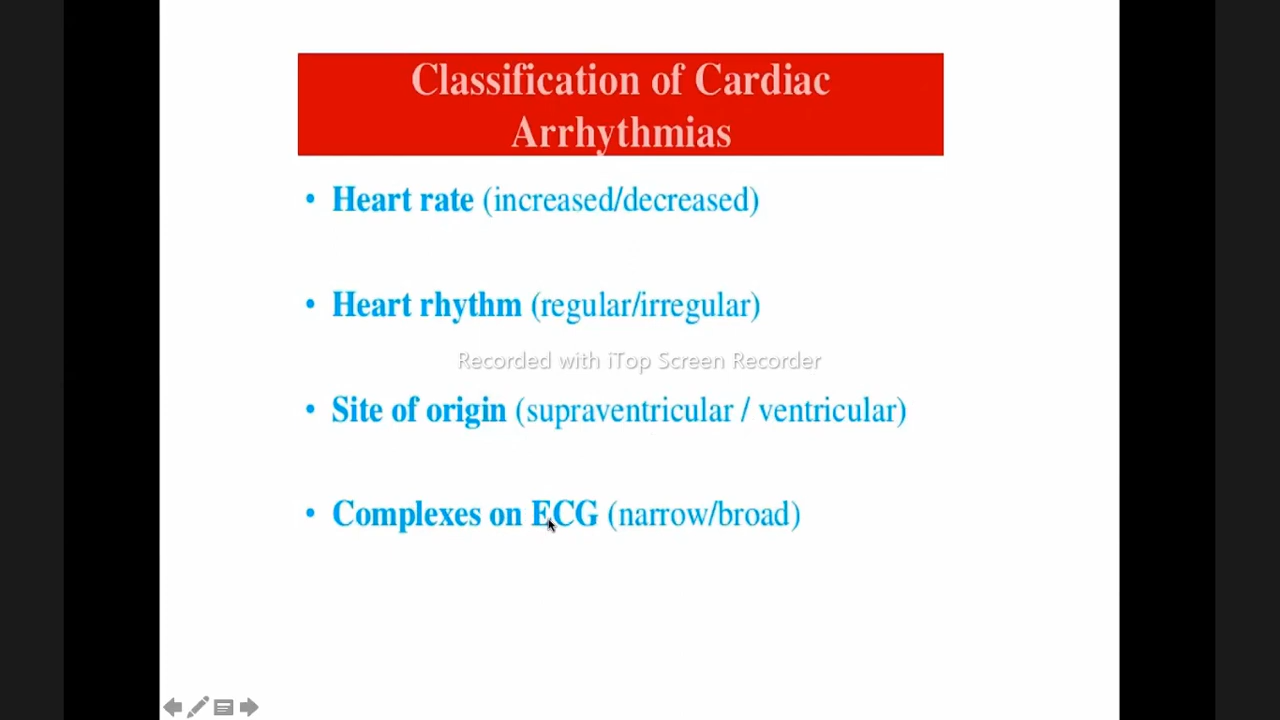 Classification of Cardiac
Arrhythmias
• Heart rate (increased/decreased)
• Heart rhythm (regular/irregular)
Recorded with iTop Screen Recorder
• Site of origin (supraventricular / ventricular)
• Complexes on ECG (narrow/broad)